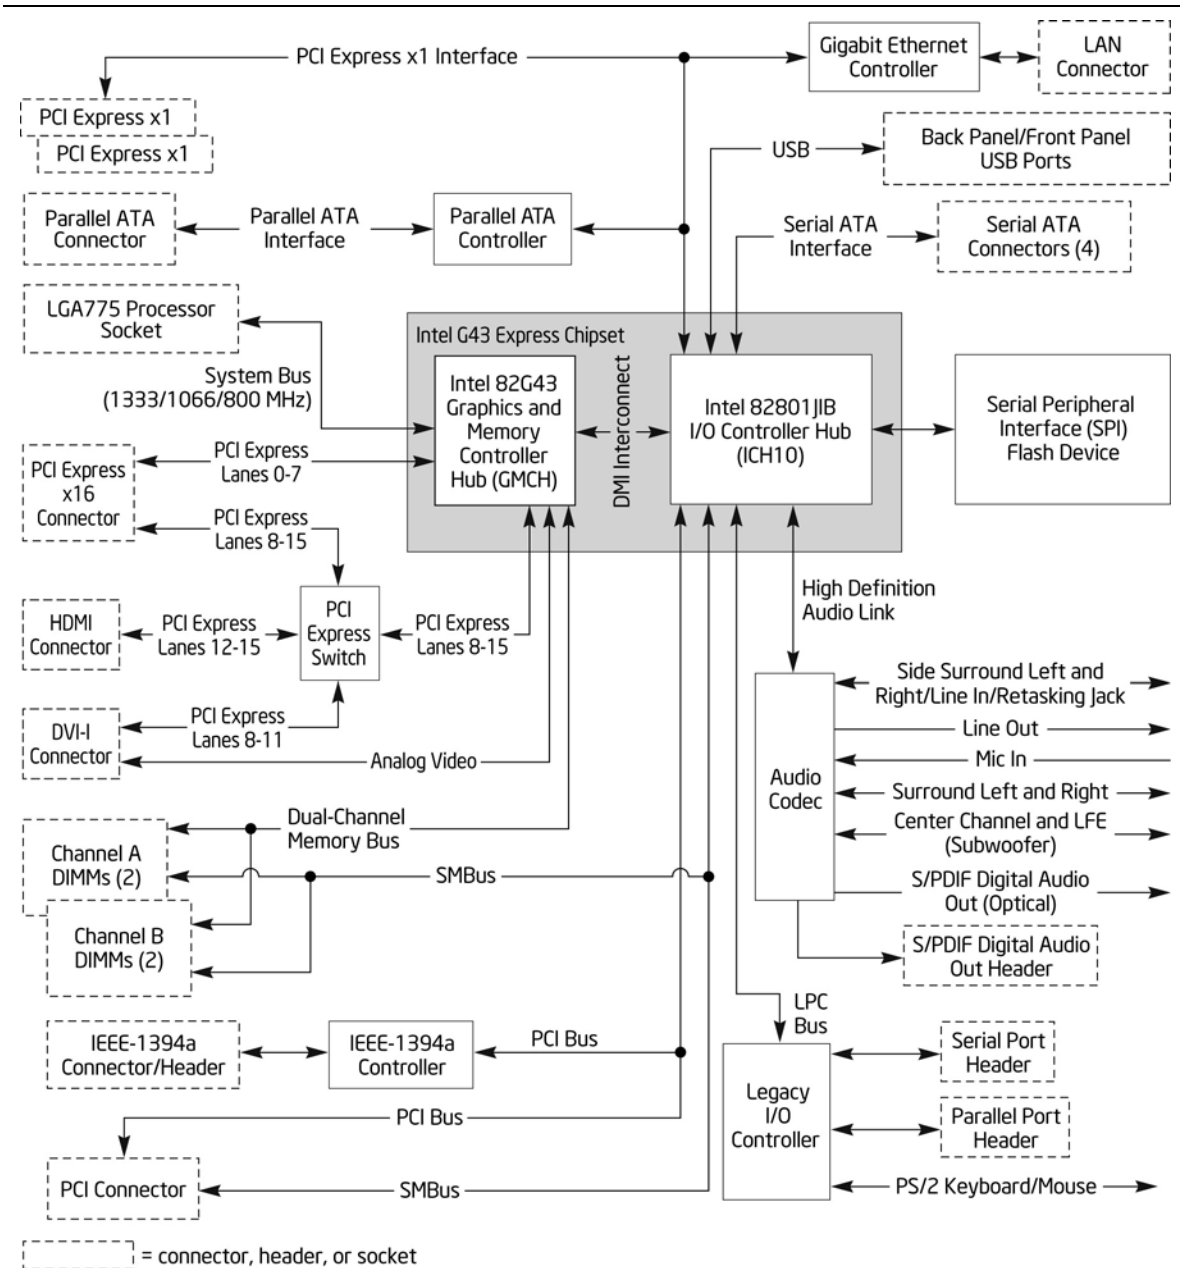 PCI Express x1 Interface
Gigabit Ethernet
Controller
LAN
Connector
PCI Express x1
PCI Express x1
USB
Back Panel/Front Panel
USB Ports
Parallel ATA
Connector
Parallel ATA
Interface
Parallel ATA
Controller
Serial ATA
Interface
Serial ATA
Connectors (4)
LGA775 Processor
Socket
System Bus
(1333/1066/800 MHz)
Intel G43 Express Chipset
Intel 82G43
Graphics and
Memory
Controller
Hub (GMCH)
DMI Interconnect
Intel 82801JIB
I/O Controller Hub
(ICH10)
Serial Peripheral
Interface (SPI)
Flash Device
PCI Express
x16
Connector
PCI Express
Lanes 0-7
PCI Express
Lanes 8-15
HDMI
Connector
PCI Express
Lanes 12-15
PCI
Express
Switch
PCI Express
Lanes 8-15
High Definition
Audio Link
DVI-I
Connector
PCI Express
Lanes 8-11
Analog Video
Audio
Codec
Side Surround Left and
Right/Line In/Retasking Jack
Line Out
Mic In
Surround Left and Right
Center Channel and LFE
(Subwoofer)
S/PDIF Digital Audio
Out (Optical)
S/PDIF Digital Audio
Out Header
Dual-Channel
Memory Bus
Channel A
DIMMs (2)
SMBus
Channel B
DIMMs (2)
LPC
Bus
IEEE-1394a
Connector/Header
IEEE-1394a
Controller
PCI Bus
PCI Bus
PCI Connector
SMBus
Legacy
I/O
Controller
Serial Port
Header
Parallel Port
Header
PS/2 Keyboard/Mouse
= connector, header, or socket